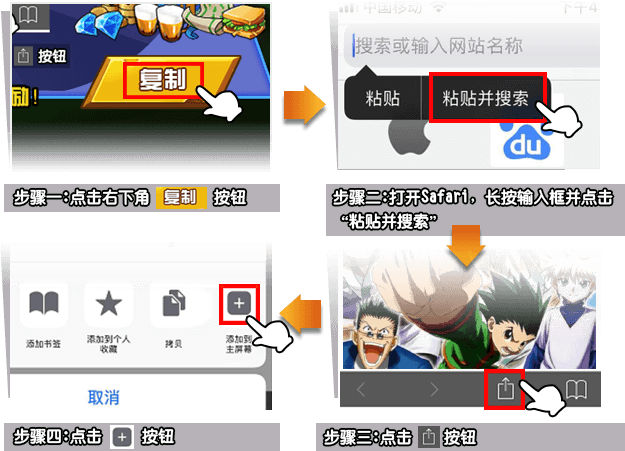 按钮
励！
复制
步骤一:点击右下角 复制 按钮
中国移动
下午4
搜索或输入网站名称
粘贴
粘贴并搜索
du
步骤二:打开Safari，长按输入框并点击
“粘贴并搜索”
步骤三:点击 按钮
添加书签
添加到个人
收藏
拷贝
添加到
主屏幕
取消
步骤四:点击 按钮